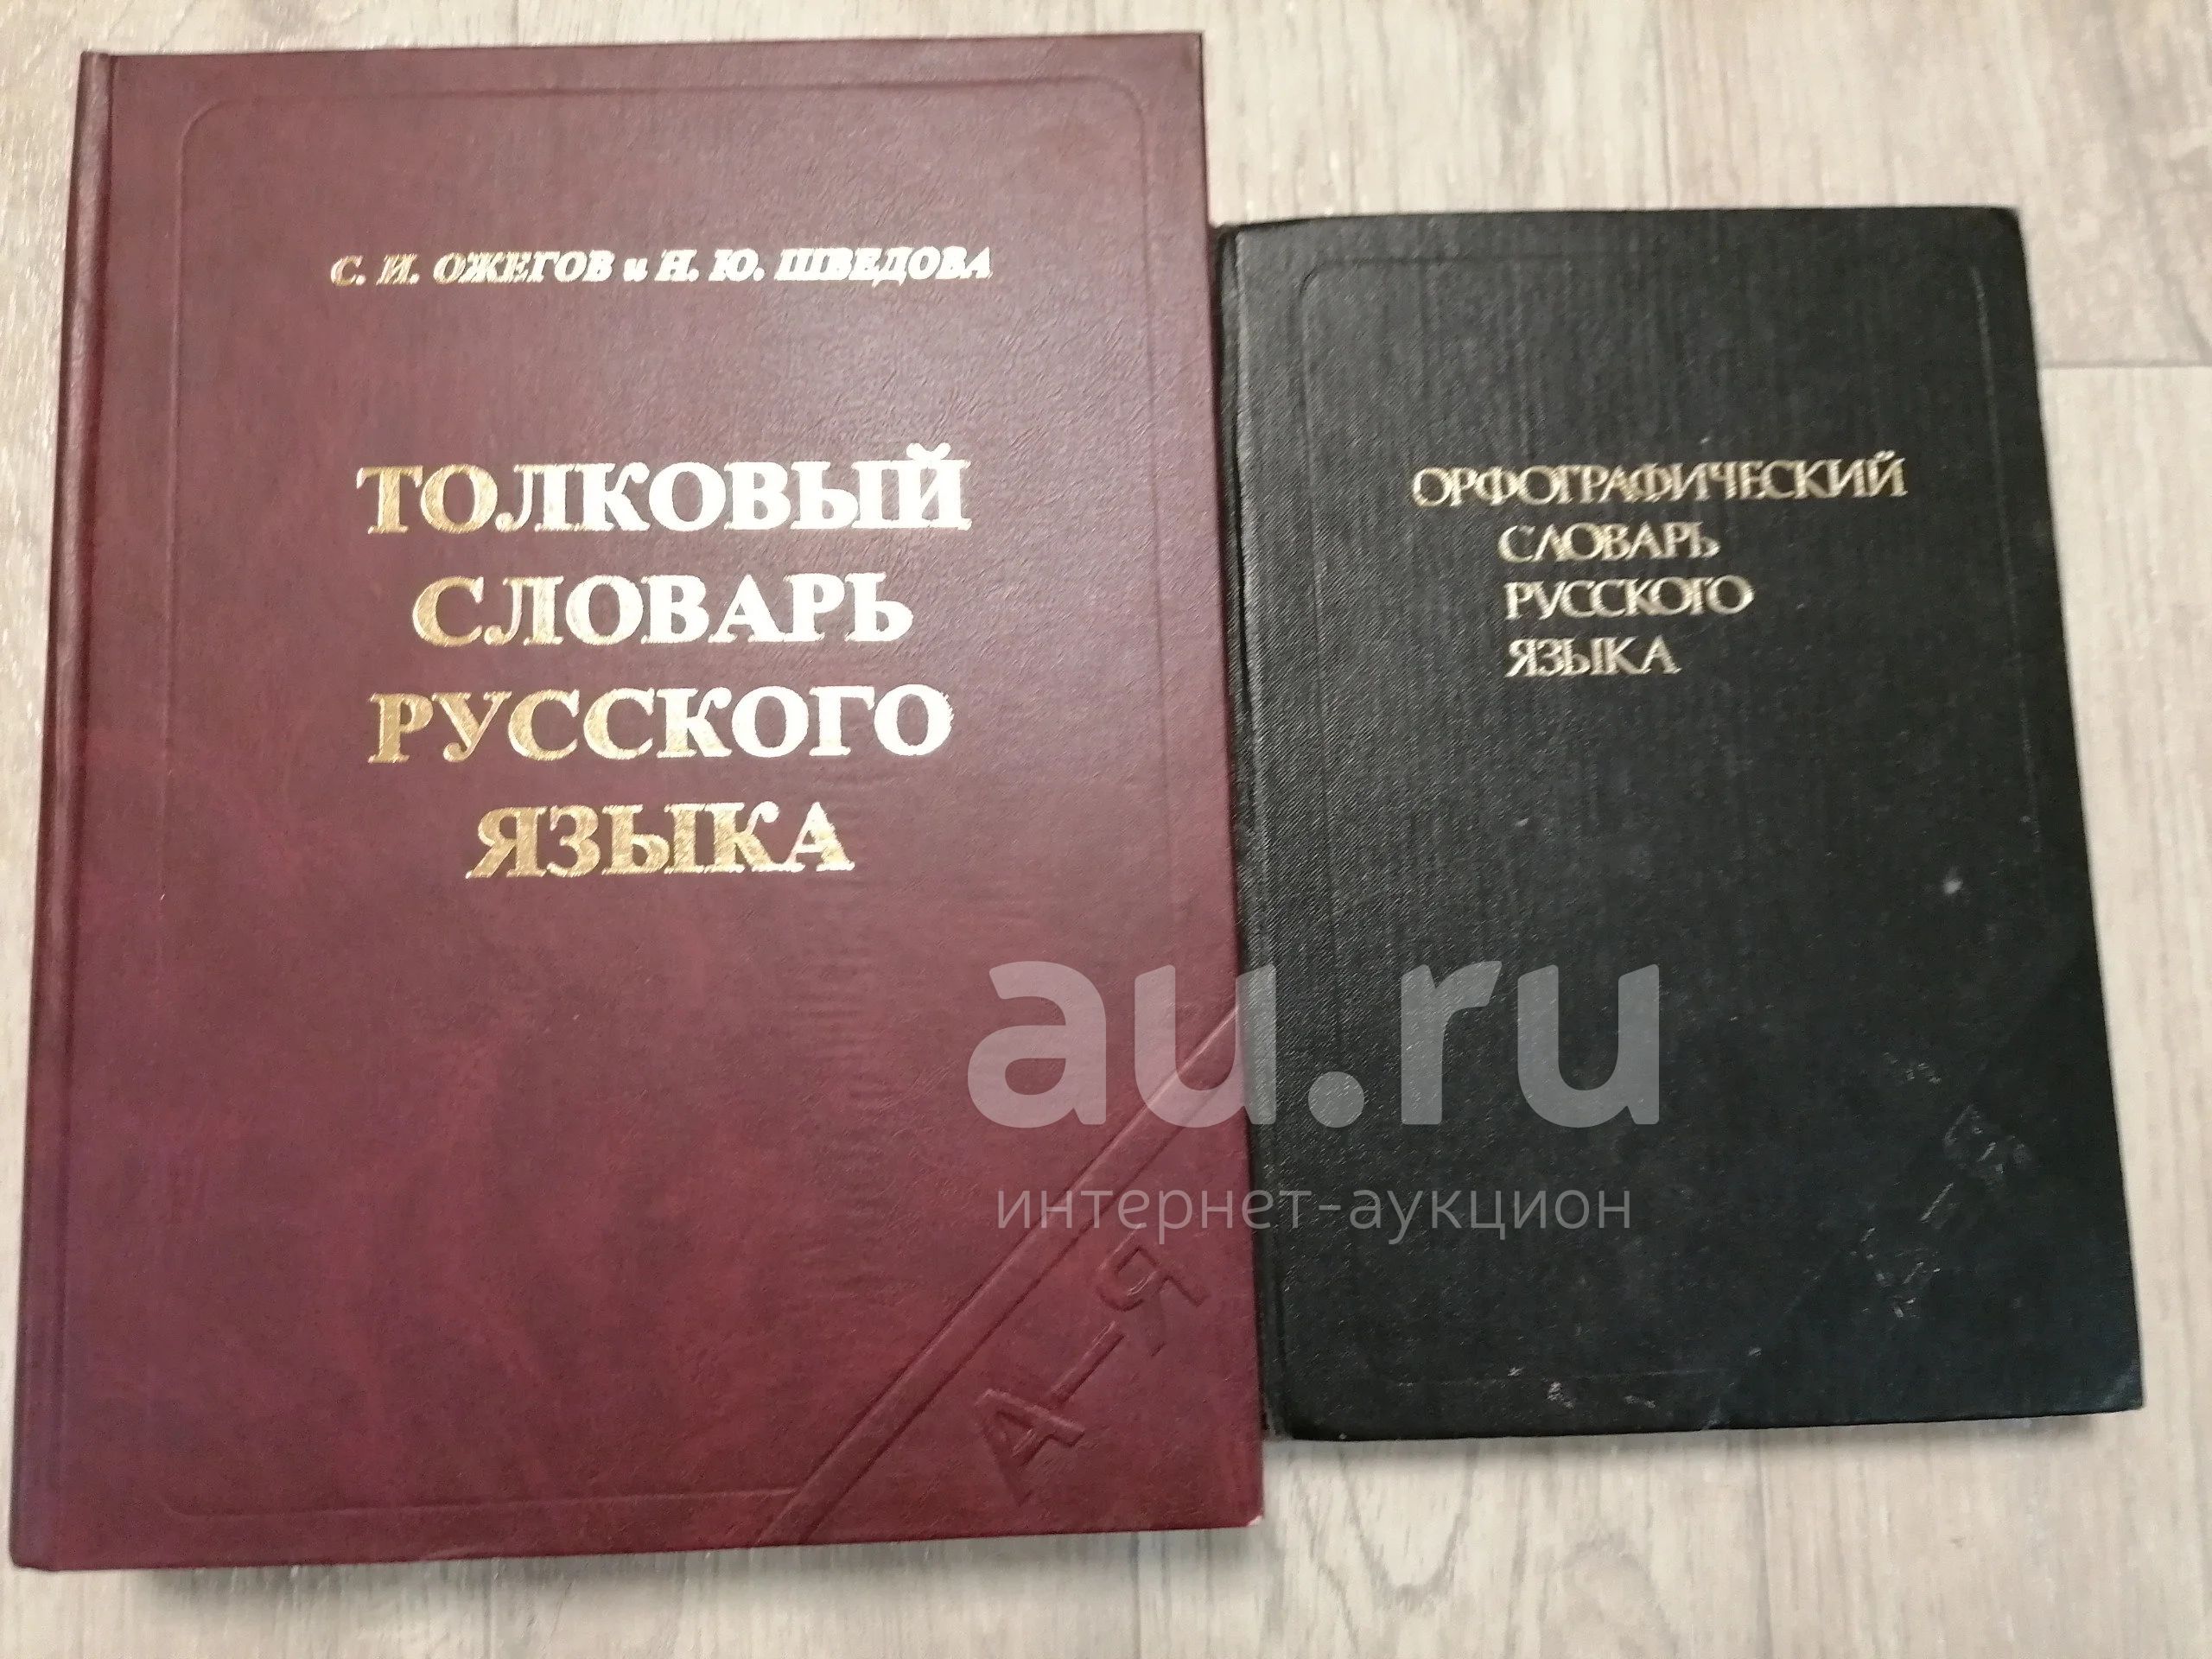 С. И. ОЖЕГОВ и Н. Ю. ШВЕДОВА
ТОЛКОВЫЙ
СЛОВАРЬ
РУССКОГО
ЯЗЫКА
А–Я
ОРФОГРАФИЧЕСКИЙ
СЛОВАРЬ
РУССКОГО
ЯЗЫКА
au.ru
интернет-аукцион